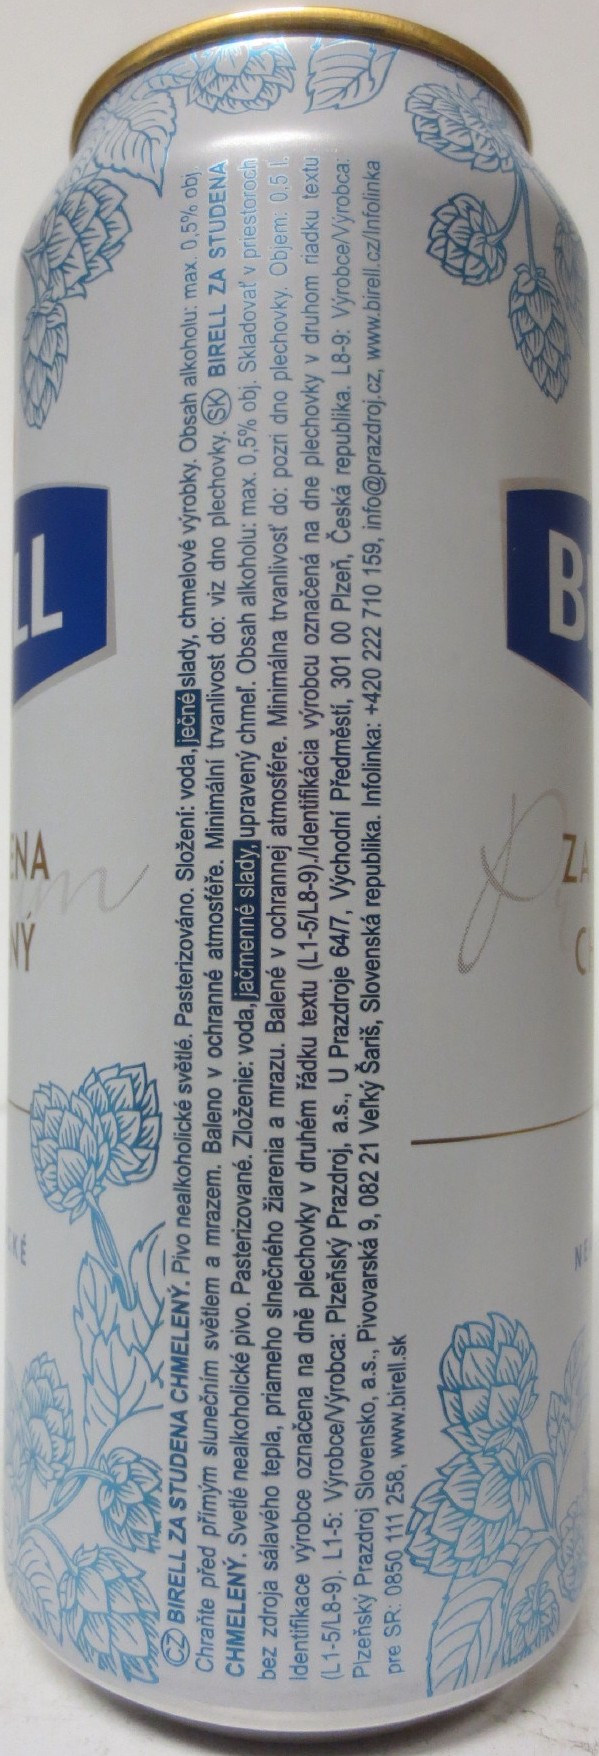 CZ BIRELL ZA STUDENA CHMELENÝ. Pivo nealkoholické světlé. Pasterizováno. Složení: voda, ječné slady, chmelové výrobky. Obsah alkoholu: max. 0,5% obj.
Chraňte před přímým slunečním světlem a mrazem. Baleno v ochranné atmosféře. Minimální trvanlivost do: viz dno plechovky. SK BIRELL ZA STUDENA
CHMELENÝ. Svetlé nealkoholické pivo. Pasterizované. Zloženie: voda, jačmenné slady, upravený chmeľ. Obsah alkoholu: max. 0,5% obj. Skladovať v priestoroch
bez zdroja sálavého tepla, priameho slnečného žiarenia a mrazu. Balené v ochrannej atmosfére. Minimálna trvanlivosť do: pozri dno plechovky. Objem: 0,5 l.
Identifikace výrobce označena na dně plechovky v druhém řádku textu (L1-5/L8-9)./Identifikácia výrobcu označená na dne plechovky v druhom riadku textu
(L1-5/L8-9). L1-5: Výrobce/Výrobca: Plzeňský Prazdroj, a.s., U Prazdroje 64/7, Východní Předměstí, 301 00 Plzeň, Česká republika. L8-9: Výrobce/Výrobca:
Plzeňský Prazdroj Slovensko, a.s., Pivovarská 9, 082 21 Veľký Šariš, Slovenská republika. Infolinka: +420 222 710 159, info@prazdroj.cz, www.birell.cz/Infolinka
pre SR: 0850 111 258, www.birell.sk
LL
ENA
NÝ
B
ZA